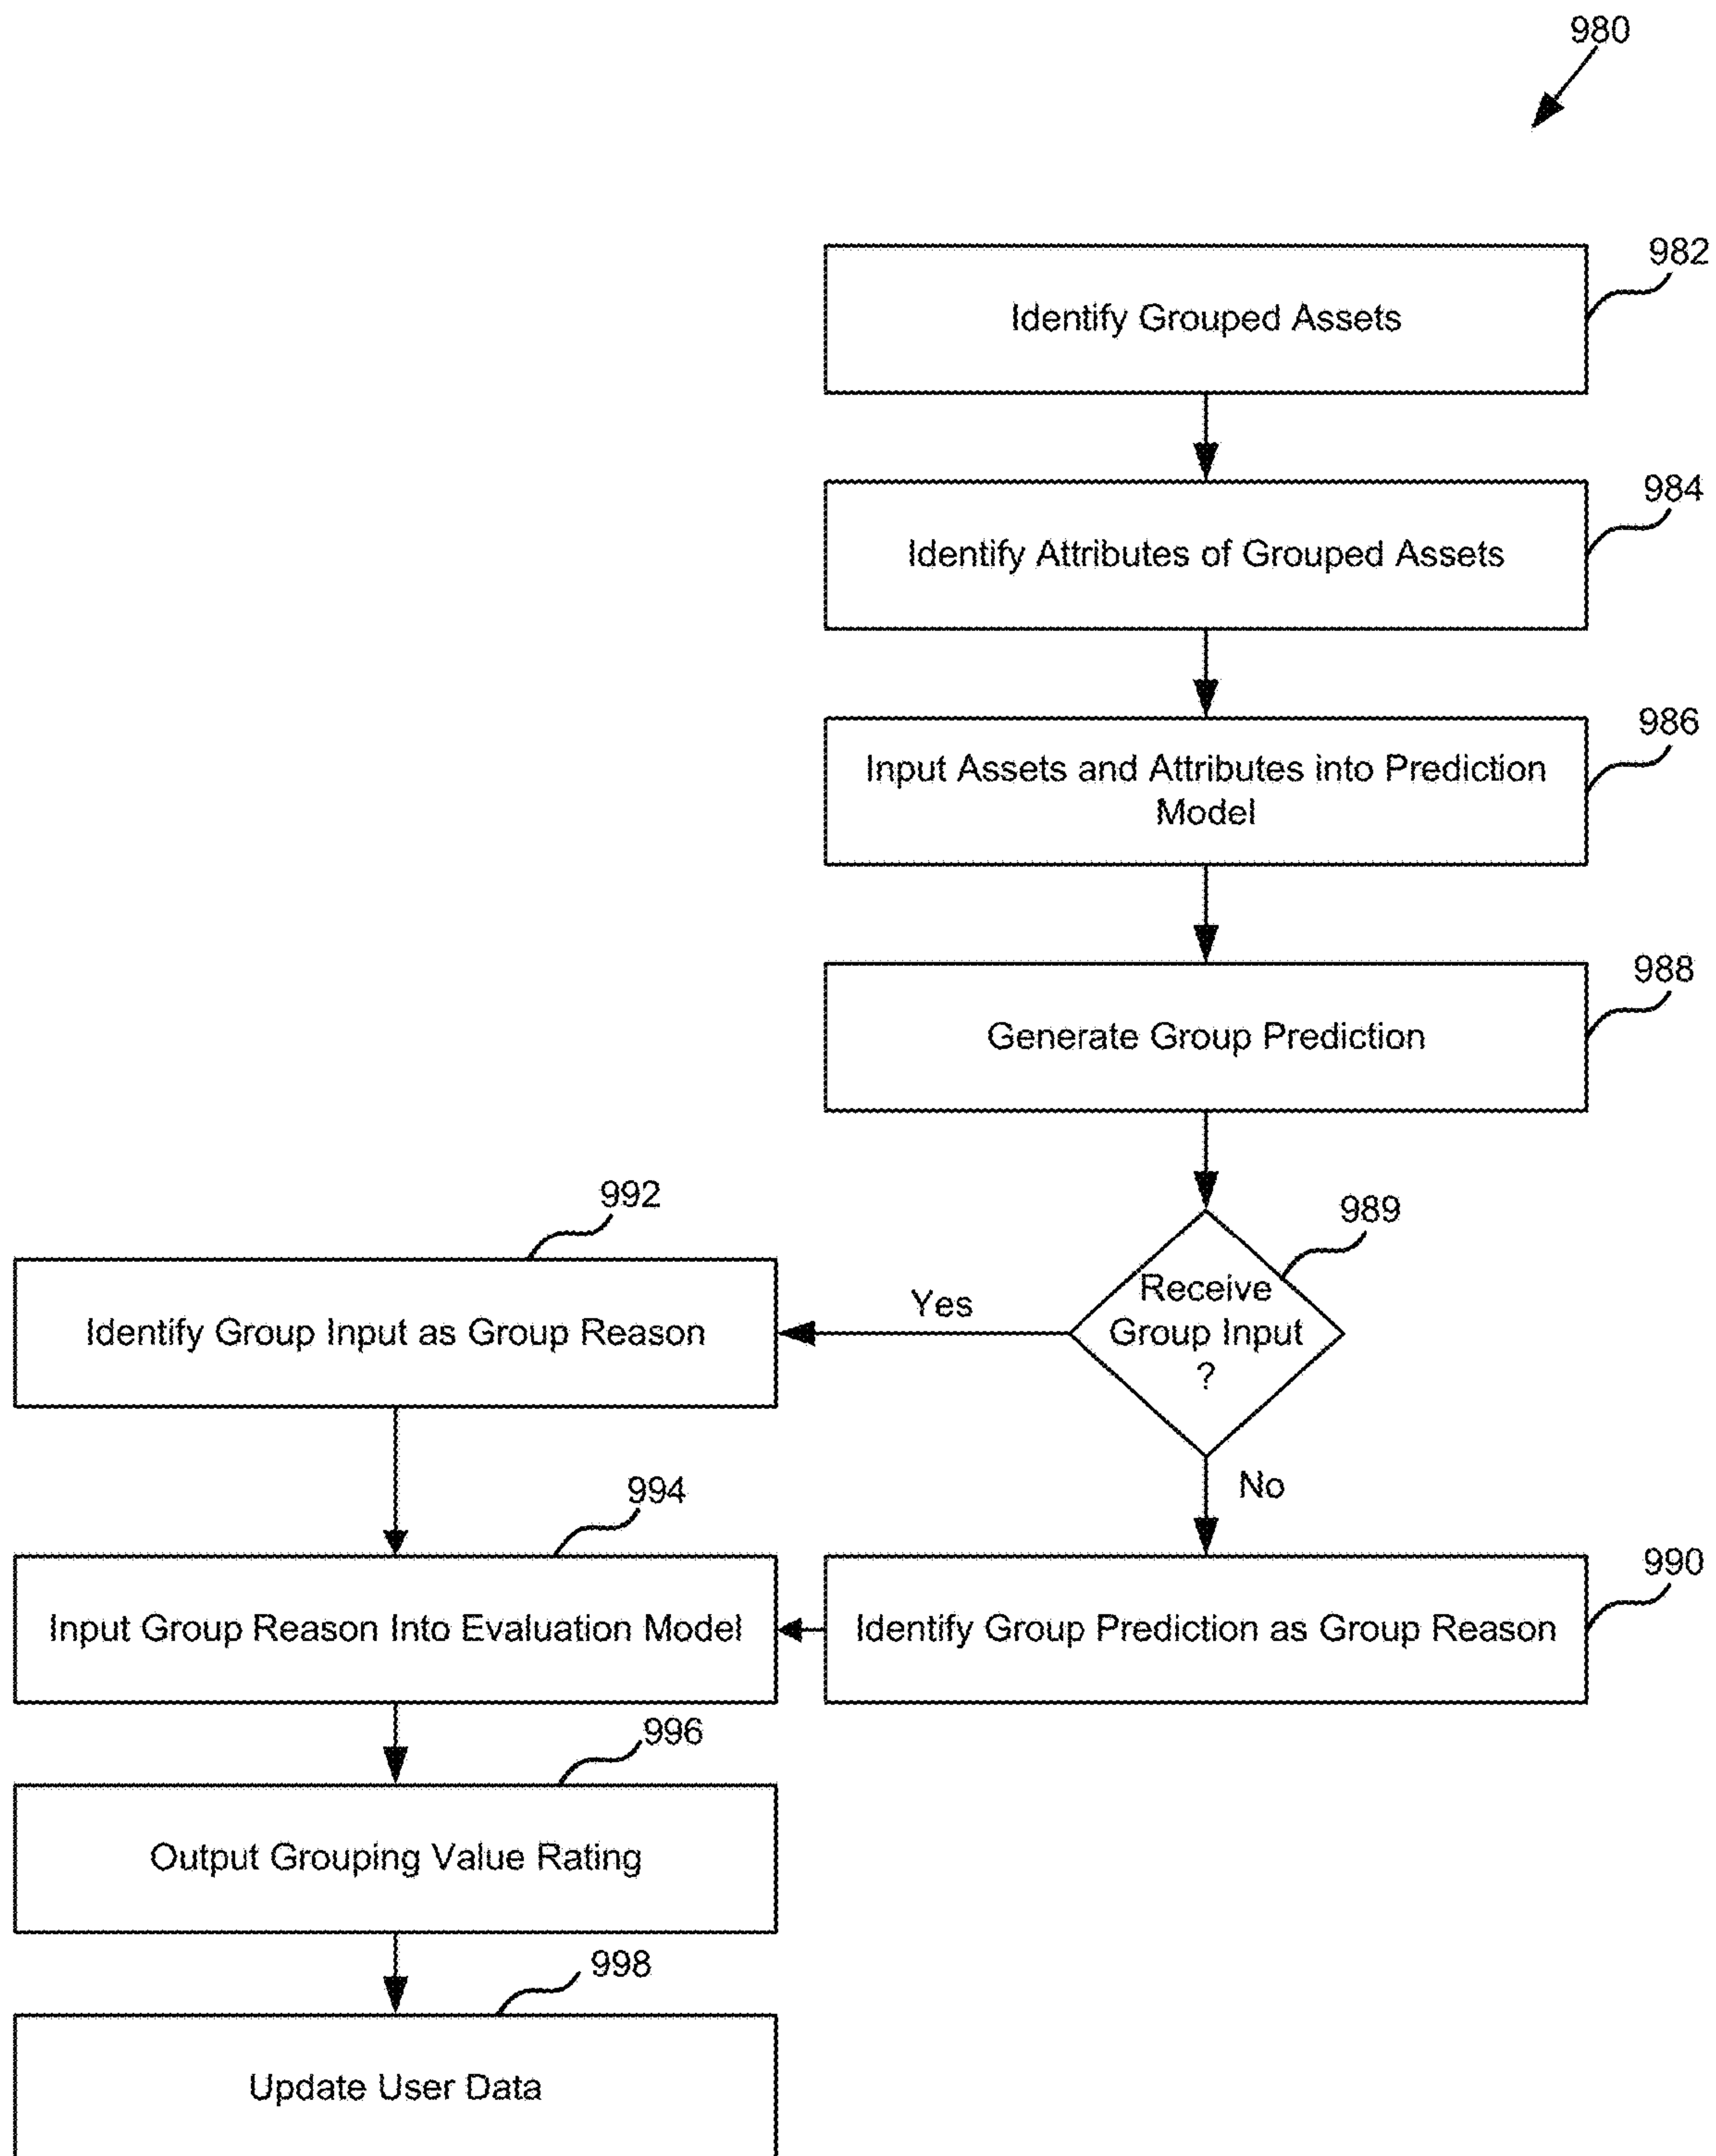 980
982
Identify Grouped Assets
984
Identify Attributes of Grouped Assets
986
Input Assets and Attributes into Prediction
Model
988
Generate Group Prediction
992
989
Receive
Group Input
?
Yes
Identify Group Input as Group Reason
No
994
990
Input Group Reason Into Evaluation Model
Identify Group Prediction as Group Reason
996
Output Grouping Value Rating
998
Update User Data